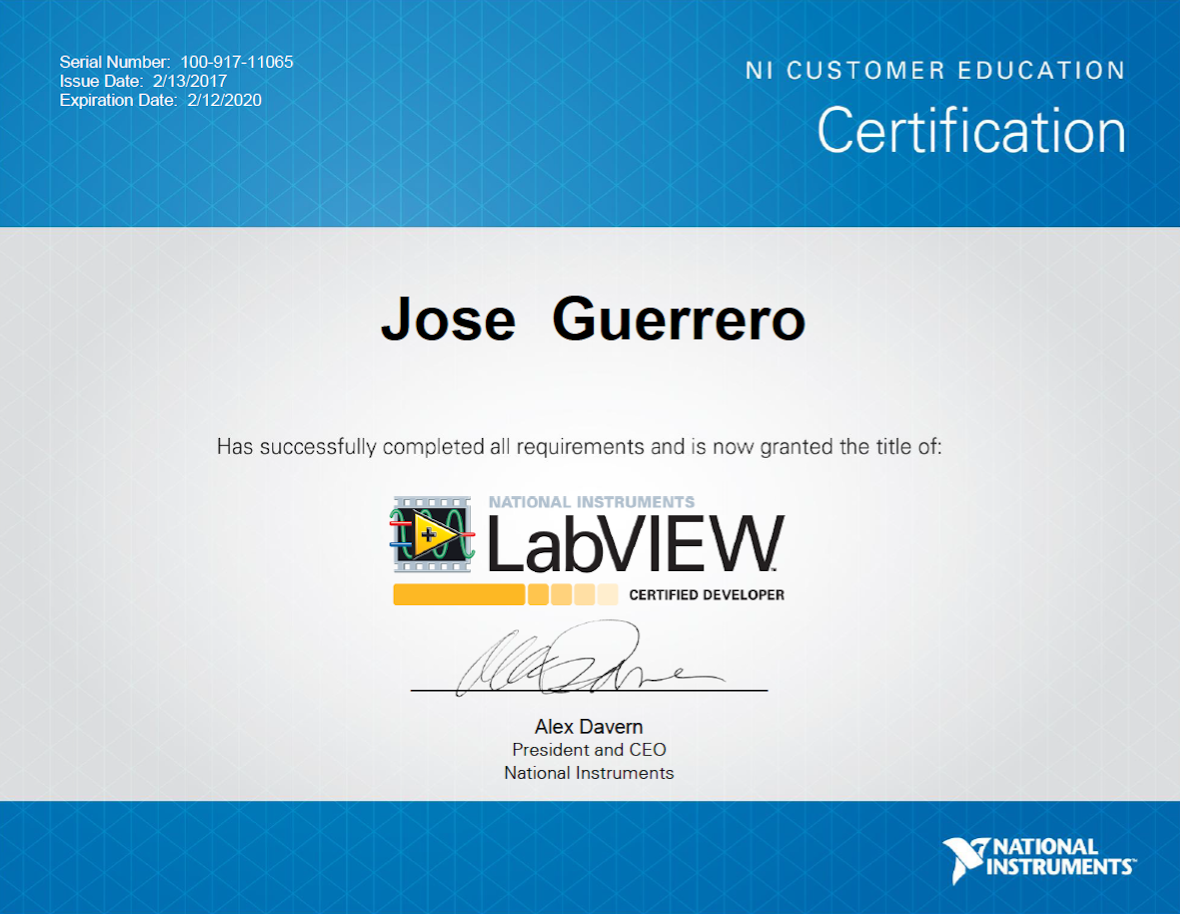 Serial Number: 100-917-11065
Issue Date: 2/13/2017
Expiration Date: 2/12/2020
NI CUSTOMER EDUCATION
Certification
Jose Guerrero
Has successfully completed all requirements and is now granted the title of:
NATIONAL INSTRUMENTS
LabVIEW™
CERTIFIED DEVELOPER
Alex Davern
President and CEO
National Instruments
NATIONAL
INSTRUMENTS™